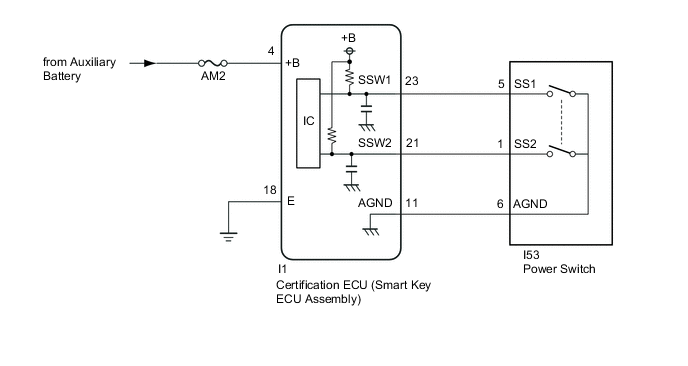 +B
from Auxiliary
Battery
AM2
4
+B
SSW1
23
5
SS1
IC
SSW2
21
1
SS2
18
E
AGND
11
6
AGND
I1
Certification ECU (Smart Key
ECU Assembly)
I53
Power Switch